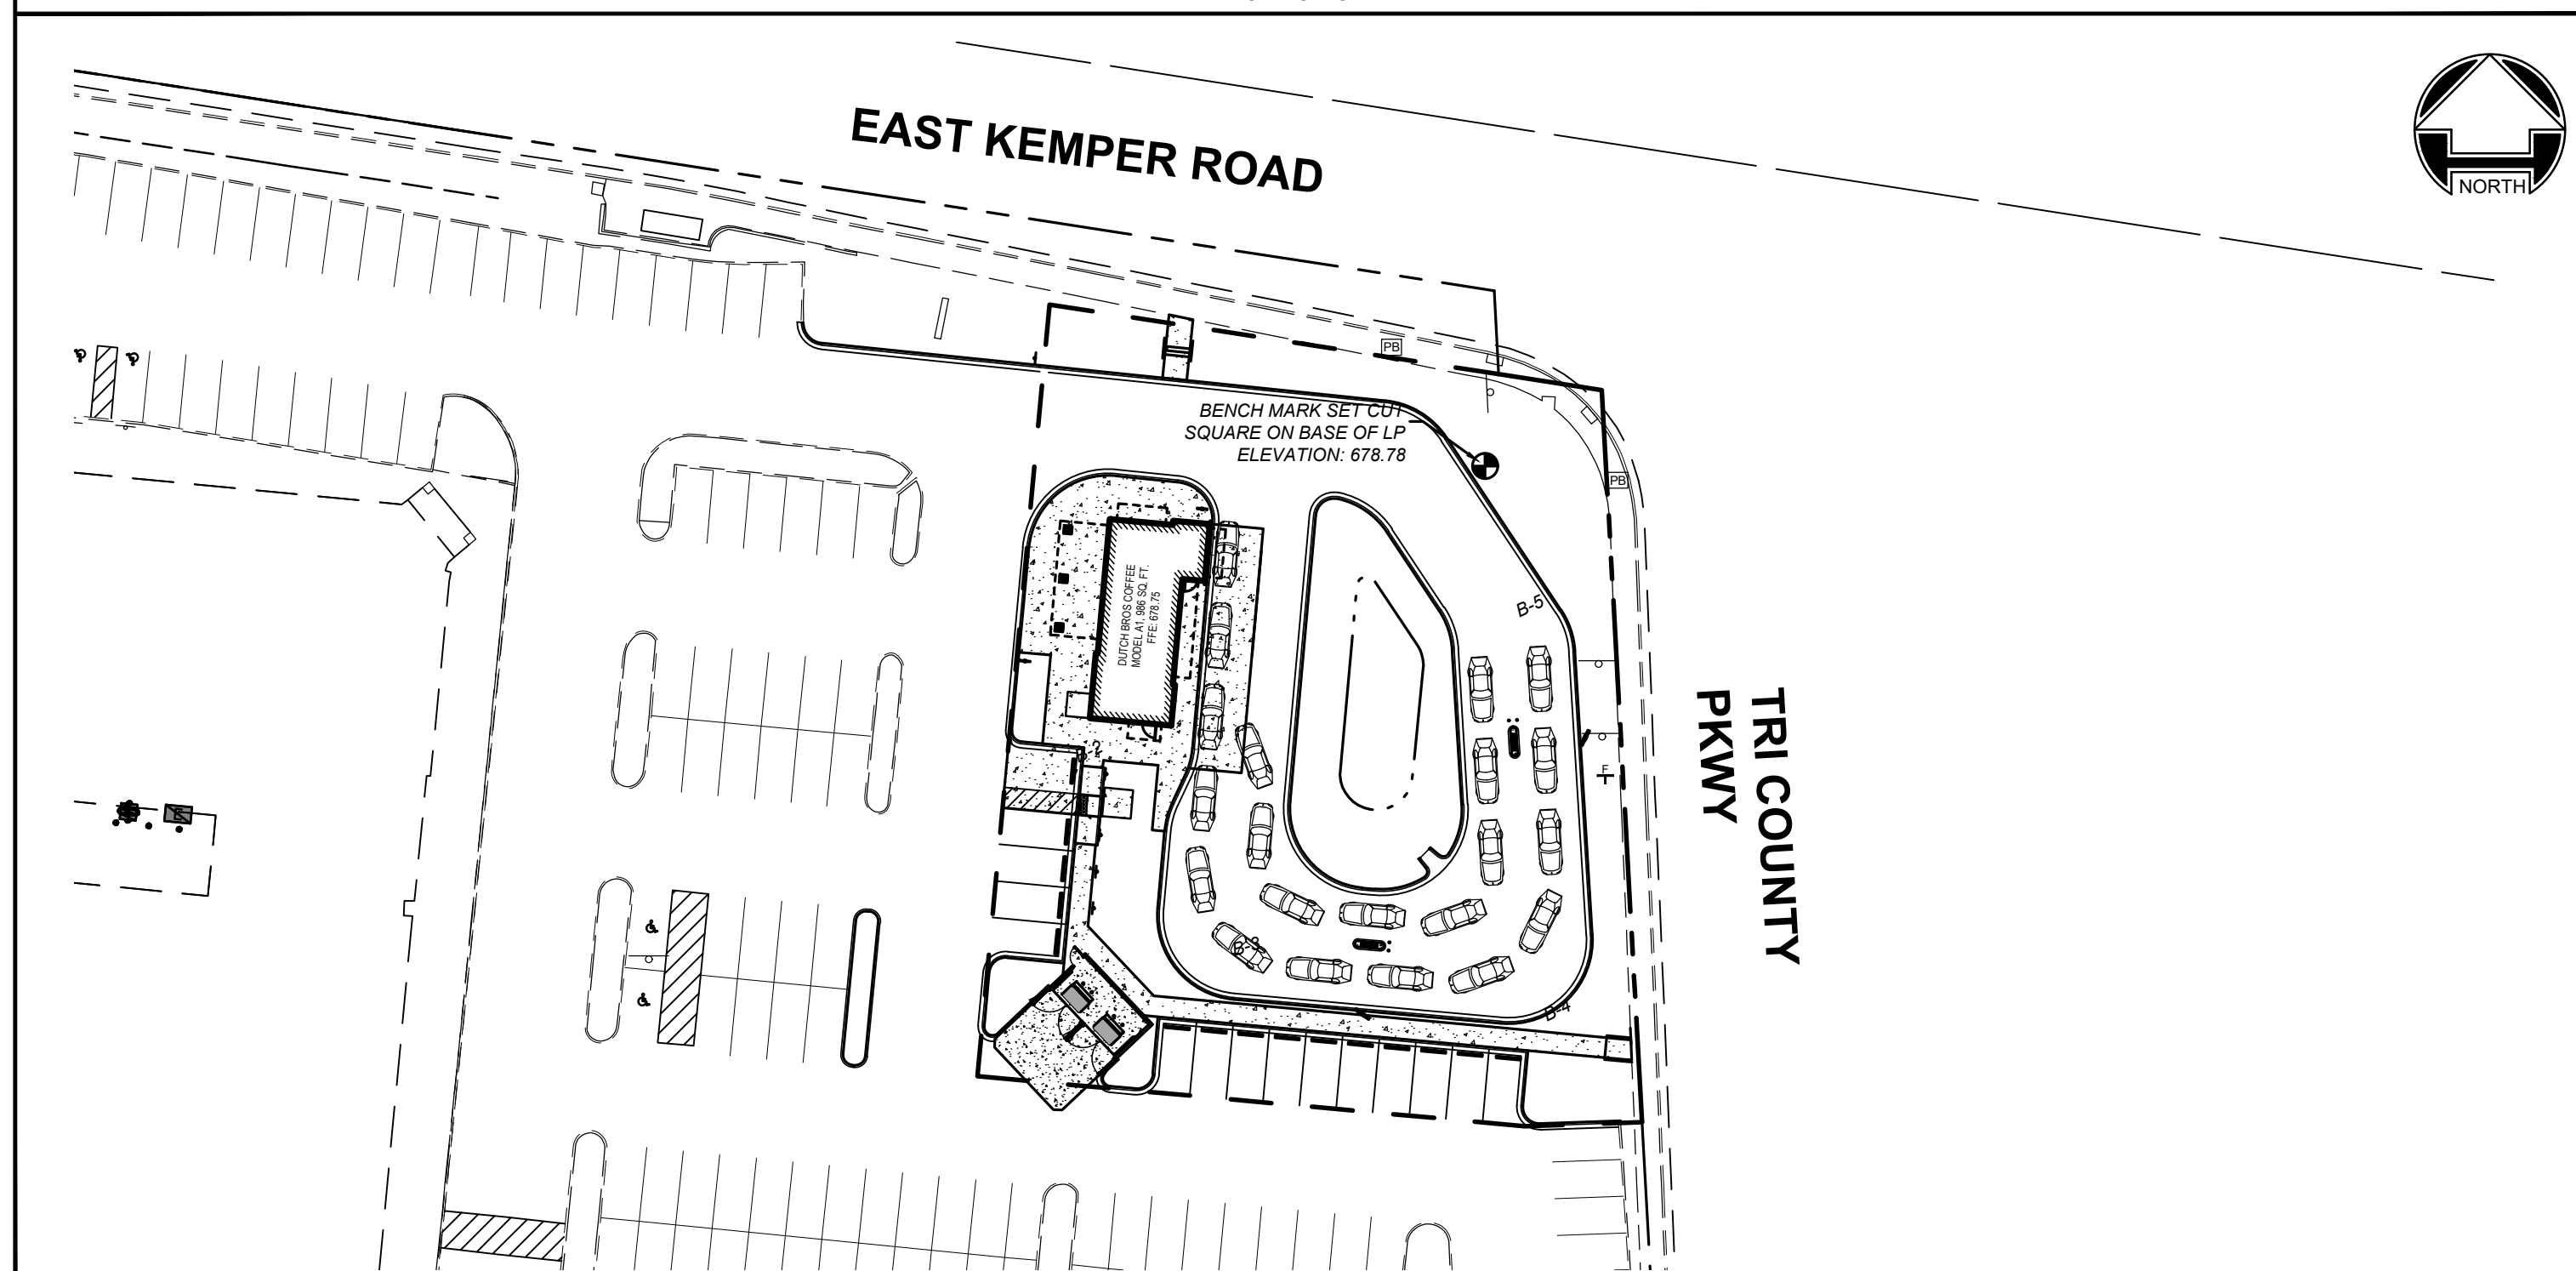 EAST KEMPER ROAD
NORTH
PB
BENCH MARK SET CUT
SQUARE ON BASE OF LP
ELEVATION: 678.78
PB
DUTCH BROS COFFEE
MODEL A1, 986 SQ. FT.
FFE: 678.75
B-5
TRI COUNTY
PKWY
F
E
B-3
B-4